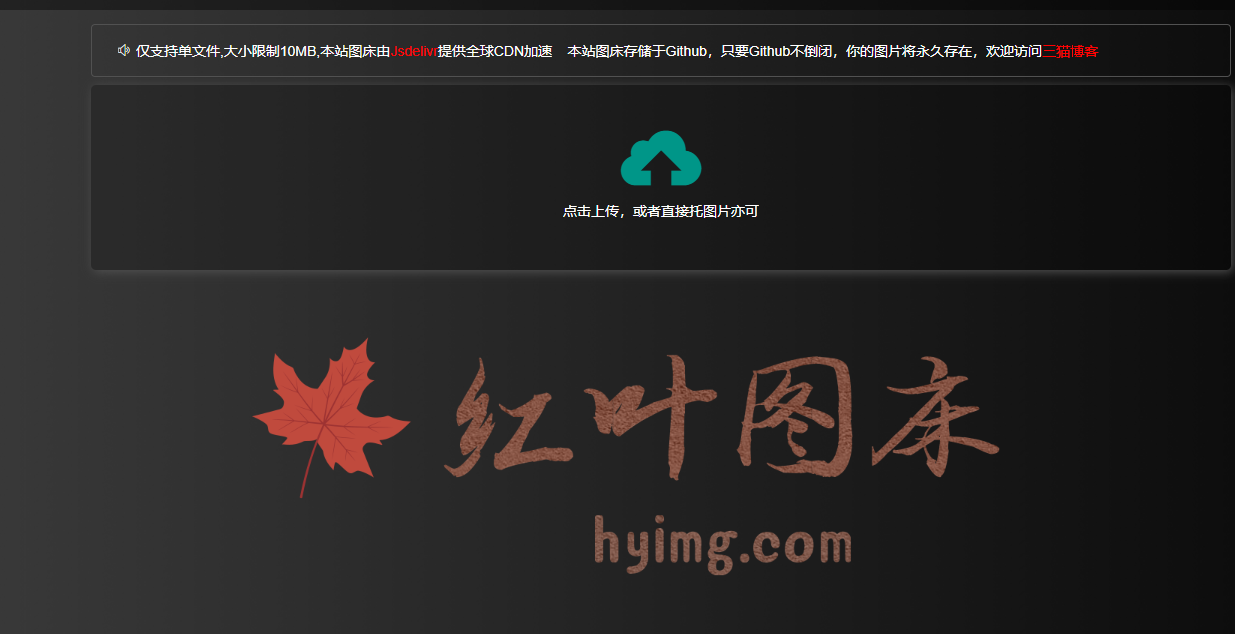 仅支持单文件,大小限制10MB,本站图床由Jsdelivr提供全球CDN加速 本站图床存储于Github，只要Github不倒闭，你的图片将永久存在，欢迎访问三猫博客
点击上传，或者直接托图片亦可
红叶图床
hyimg.com